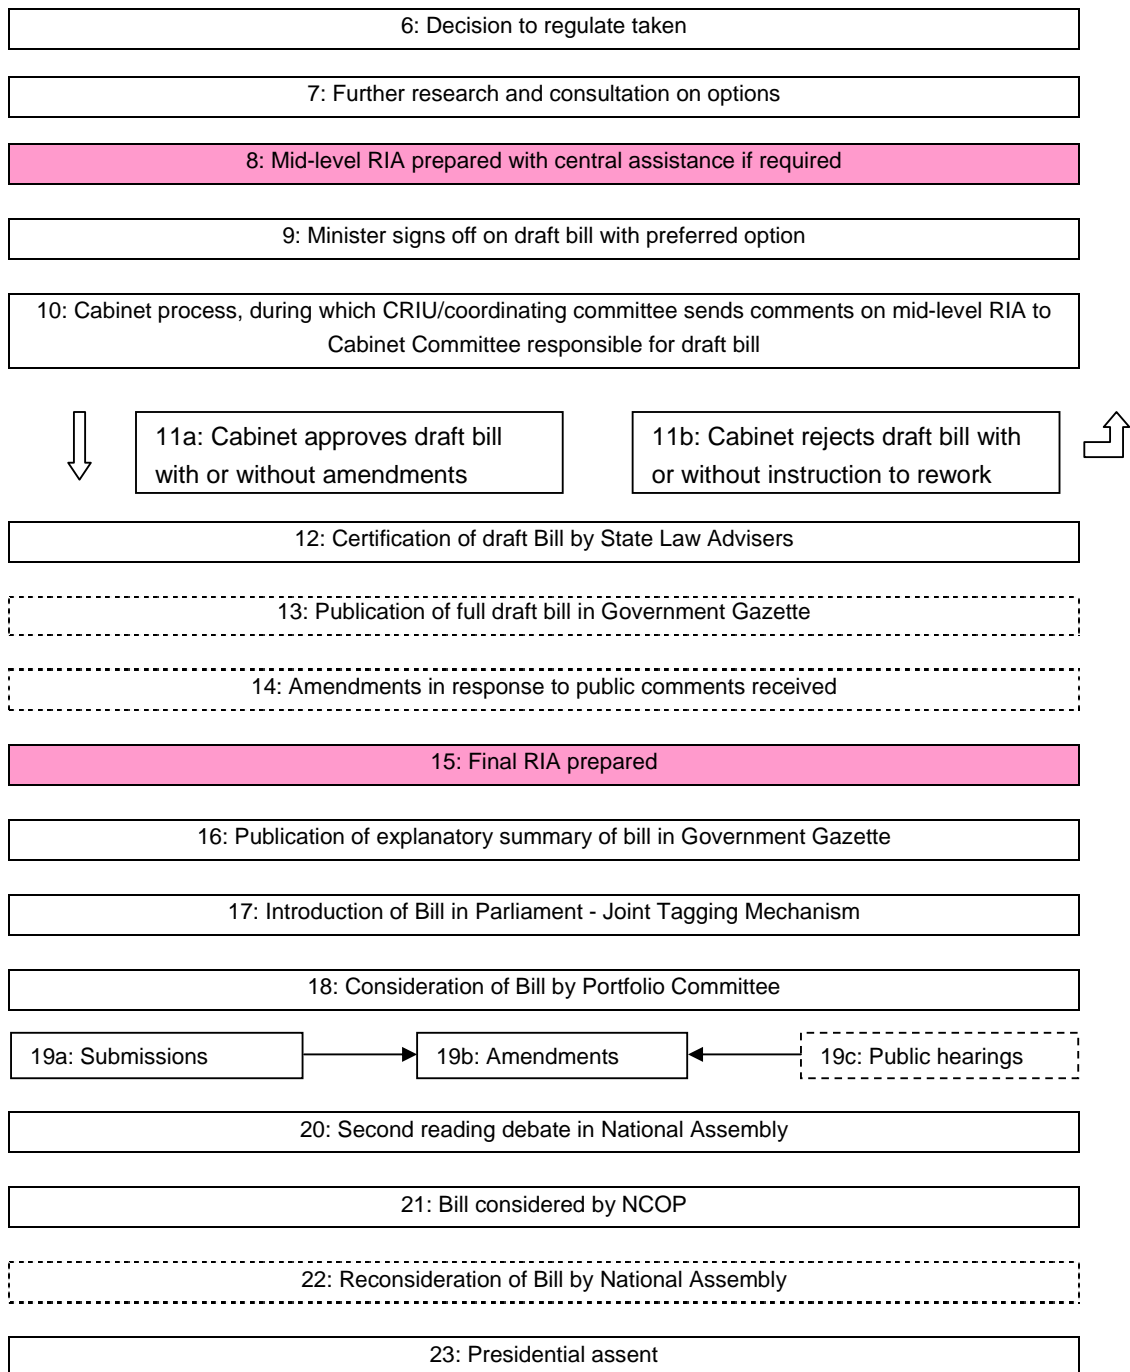 6: Decision to regulate taken
7: Further research and consultation on options
8: Mid-level RIA prepared with central assistance if required
9: Minister signs off on draft bill with preferred option
10: Cabinet process, during which CRIU/coordinating committee sends comments on mid-level RIA to
Cabinet Committee responsible for draft bill
11a: Cabinet approves draft bill
with or without amendments
11b: Cabinet rejects draft bill with
or without instruction to rework
12: Certification of draft Bill by State Law Advisers
13: Publication of full draft bill in Government Gazette
14: Amendments in response to public comments received
15: Final RIA prepared
16: Publication of explanatory summary of bill in Government Gazette
17: Introduction of Bill in Parliament - Joint Tagging Mechanism
18: Consideration of Bill by Portfolio Committee
19a: Submissions
19b: Amendments
19c: Public hearings
20: Second reading debate in National Assembly
21: Bill considered by NCOP
22: Reconsideration of Bill by National Assembly
23: Presidential assent